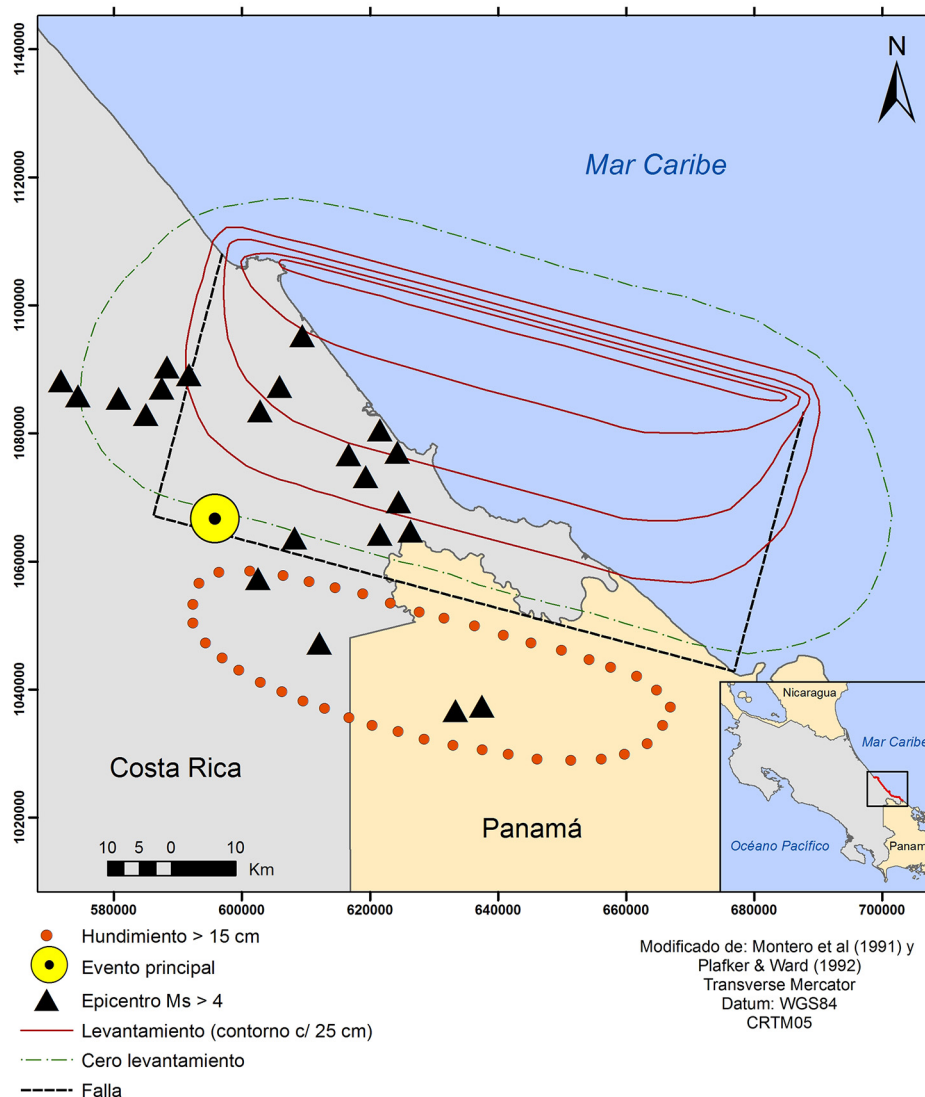 N
Mar Caribe
1140000
1120000
1100000
1080000
1060000
1040000
1020000
Costa Rica
Panamá
10 5 0 10
Km
Nicaragua
Mar Caribe
Océano Pacífico
Panam
580000 600000 620000 640000 660000 680000 700000
Hundimiento > 15 cm
Evento principal
Epicentro Ms > 4
Levantamiento (contorno c/ 25 cm)
Cero levantamiento
Falla
Modificado de: Montero et al (1991) y
Plafker & Ward (1992)
Transverse Mercator
Datum: WGS84
CRTM05